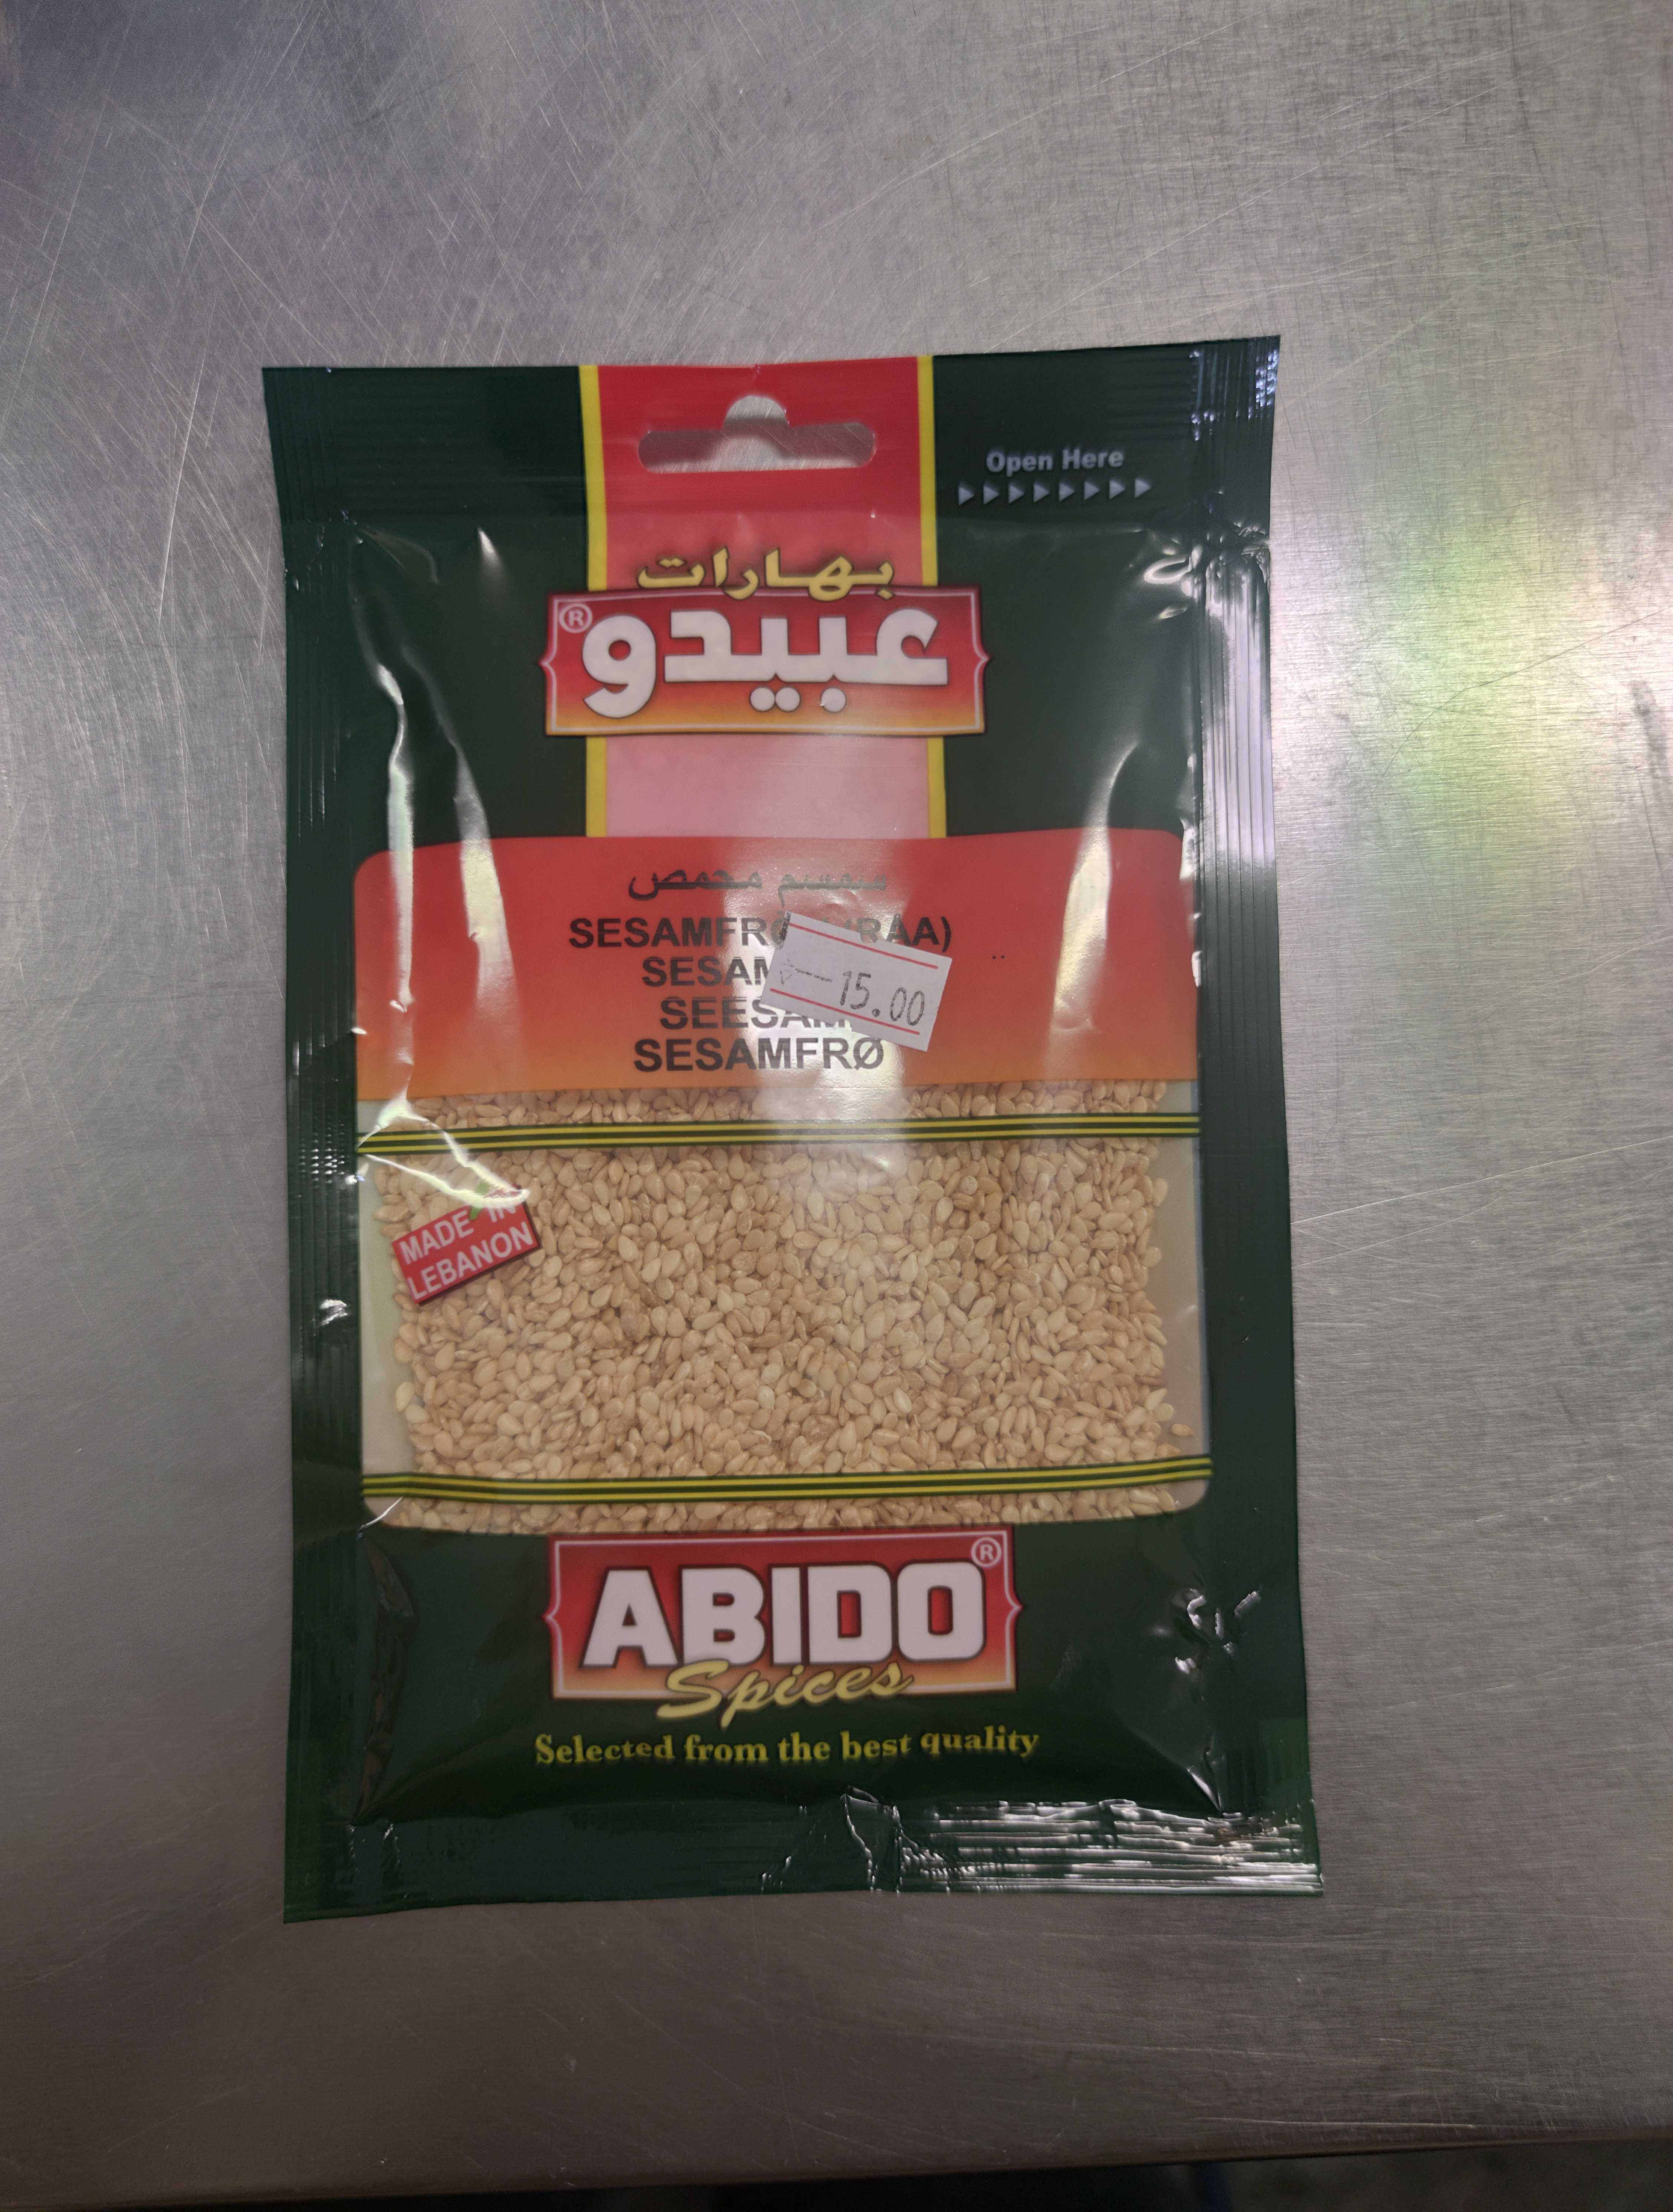 Open Here
بهارات
عبيدو®
سمسم محمص
SESAMFRØ
SEESAM
SESAMFRØ
15.00
MADE IN
LEBANON
ABIDO®
Spices
Selected from the best quality